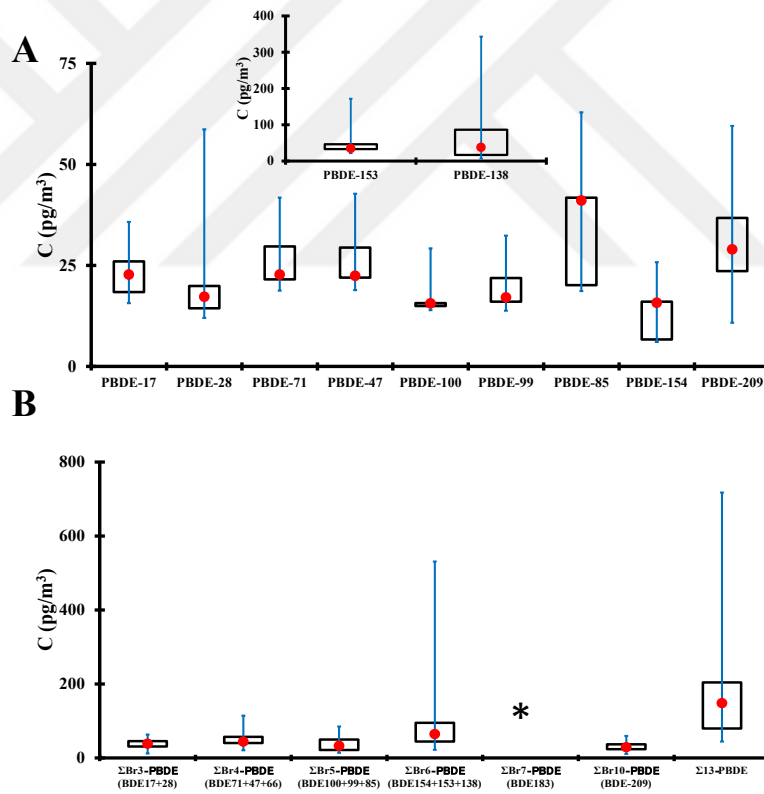 A
C (pg/m³)
75
50
25
0
C (pg/m³)
400
300
200
100
0
PBDE-153 PBDE-138
PBDE-17 PBDE-28 PBDE-71 PBDE-47 PBDE-100 PBDE-99 PBDE-85 PBDE-154 PBDE-209
B
C (pg/m³)
800
600
400
200
0
*
ΣBr3-PBDE ΣBr4-PBDE ΣBr5-PBDE ΣBr6-PBDE ΣBr7-PBDE ΣBr10-PBDE Σ13-PBDE
(BDE17+28) (BDE71+47+66) (BDE100+99+85) (BDE154+153+138) (BDE183) (BDE-209)